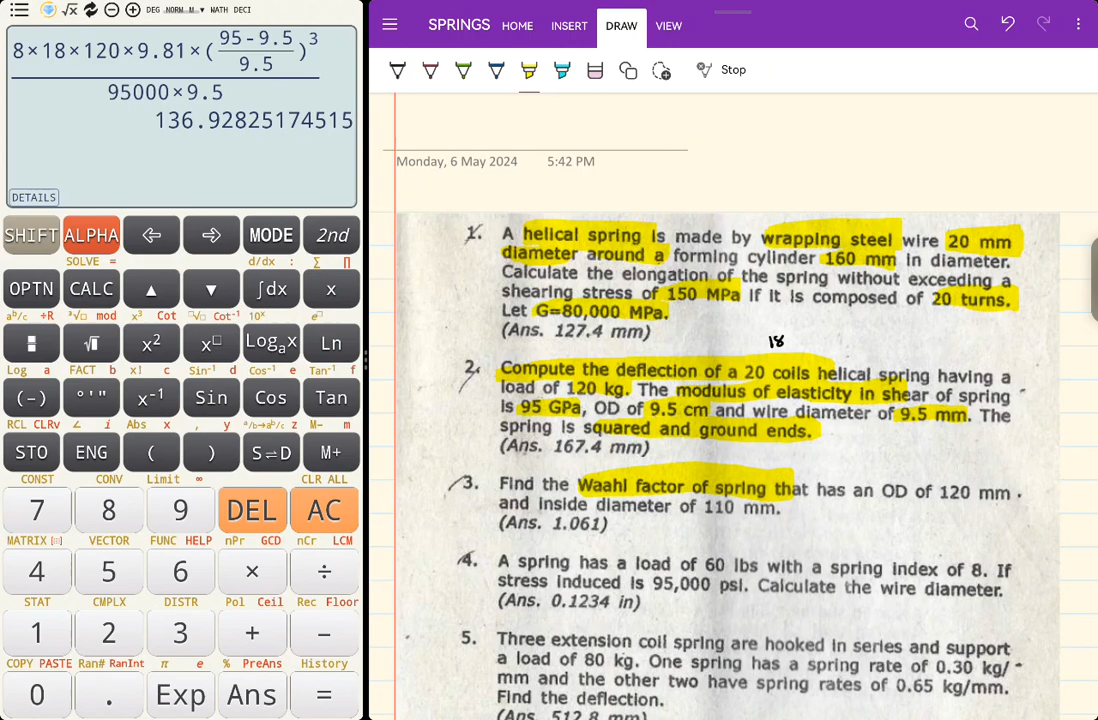 DEG NORM M ▼ MATH DECI
8×18×120×9.81×(95-9.5/9.5)³
95000×9.5
136.92825174515
DETAILS
SHIFT ALPHA MODE 2nd
SOLVE = d/dx : ∑ ∏
OPTN CALC ▲ ▼ ∫dx x
a b/c ÷R ³√□ mod x³ Cot □√□ Cot⁻¹ 10ˣ e□
√ x² x□ Logₐx Ln
Log a FACT b x! c Sin⁻¹ d Cos⁻¹ e Tan⁻¹ f
(–) °'" x⁻¹ Sin Cos Tan
RCL CLRv ∠ i Abs x , y a b/c↔d/c z M– m
STO ENG ( ) S⇌D M+
CONST CONV Limit ∞ CLR ALL
7 8 9 DEL AC
MATRIX VECTOR FUNC HELP nPr GCD nCr LCM
4 5 6 × ÷
STAT CMPLX DISTR Pol Ceil Rec Floor
1 2 3 + –
COPY PASTE Ran# RanInt π e % PreAns History
0 . Exp Ans =
SPRINGS HOME INSERT DRAW VIEW
Stop
Monday, 6 May 2024 5:42 PM
1. A helical spring is made by wrapping steel wire 20 mm
diameter around a forming cylinder 160 mm in diameter.
Calculate the elongation of the spring without exceeding a
shearing stress of 150 MPa if it is composed of 20 turns.
Let G=80,000 MPa.
(Ans. 127.4 mm)
18
2. Compute the deflection of a 20 coils helical spring having a
load of 120 kg. The modulus of elasticity in shear of spring
is 95 GPa, OD of 9.5 cm and wire diameter of 9.5 mm. The
spring is squared and ground ends.
(Ans. 167.4 mm)
3. Find the Waahl factor of spring that has an OD of 120 mm
and inside diameter of 110 mm.
(Ans. 1.061)
4. A spring has a load of 60 lbs with a spring index of 8. If
stress induced is 95,000 psi. Calculate the wire diameter.
(Ans. 0.1234 in)
5. Three extension coil spring are hooked in series and support
a load of 80 kg. One spring has a spring rate of 0.30 kg/
mm and the other two have spring rates of 0.65 kg/mm.
Find the deflection.
(Ans. 512.8 mm)